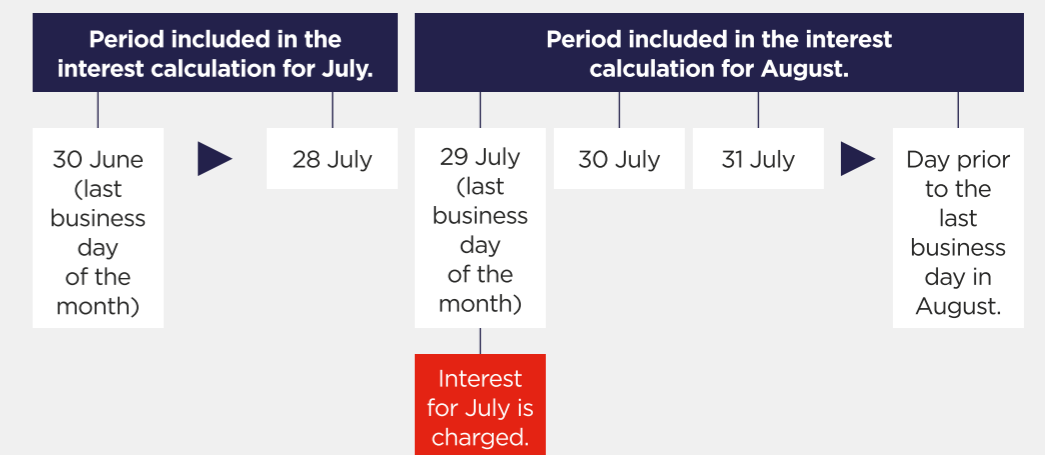 Period included in the
interest calculation for July.
Period included in the interest
calculation for August.
30 June
(last
business
day
of the
month)
28 July
29 July
(last
business
day
of the
month)
30 July
31 July
Day prior
to the
last
business
day in
August.
Interest
for July is
charged.